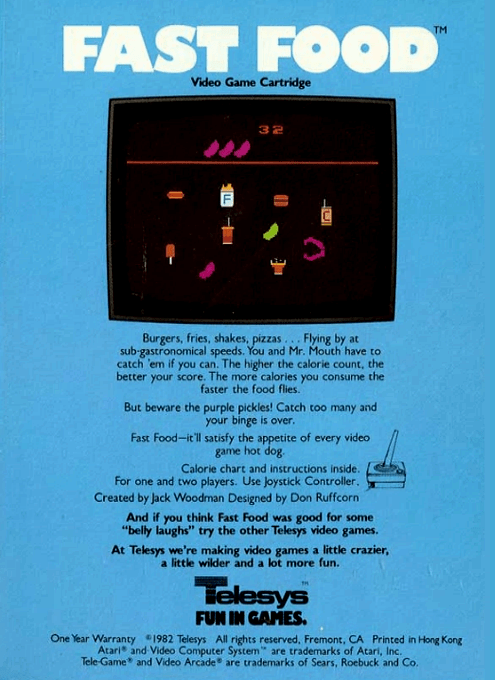 FAST FOOD™
Video Game Cartridge
32
F
C
Burgers, fries, shakes, pizzas . . . Flying by at
sub-gastronomical speeds. You and Mr. Mouth have to
catch 'em if you can. The higher the calorie count, the
better your score. The more calories you consume the
faster the food flies.
But beware the purple pickles! Catch too many and
your binge is over.
Fast Food—it'll satisfy the appetite of every video
game hot dog.
Calorie chart and instructions inside.
For one and two players. Use Joystick Controller.
Created by Jack Woodman Designed by Don Ruffcorn
And if you think Fast Food was good for some
"belly laughs" try the other Telesys video games.
At Telesys we're making video games a little crazier,
a little wilder and a lot more fun.
Telesys™
FUN IN GAMES.
One Year Warranty ©1982 Telesys All rights reserved, Fremont, CA Printed in Hong Kong
Atari® and Video Computer System™ are trademarks of Atari, Inc.
Tele-Game® and Video Arcade® are trademarks of Sears, Roebuck and Co.